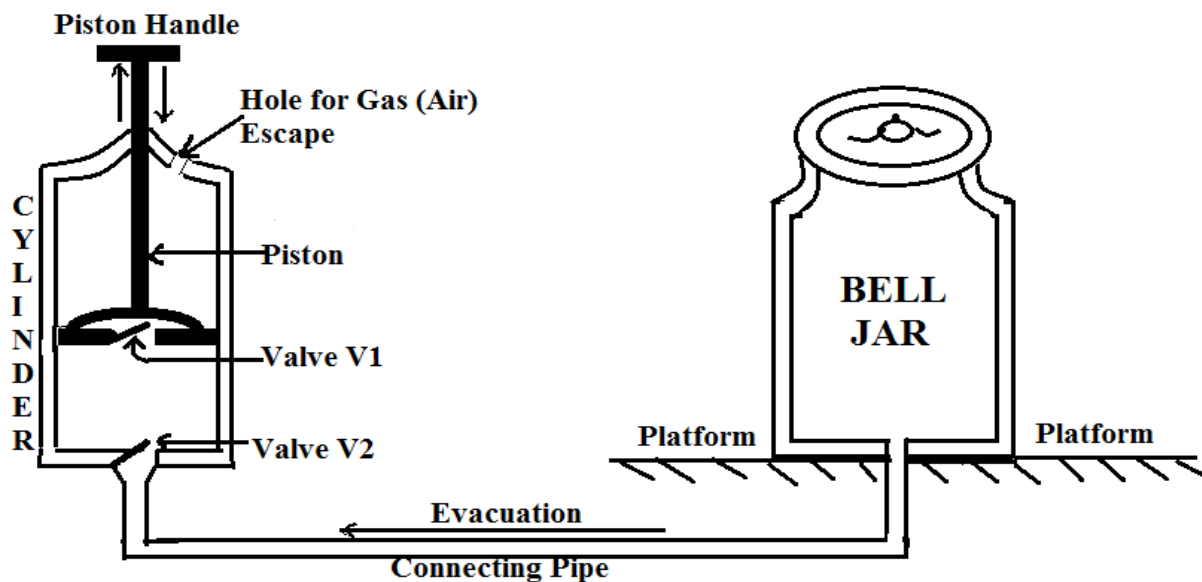 Piston Handle
Hole for Gas (Air)
Escape
CYLINDER
Piston
Valve V1
Valve V2
BELL
JAR
Platform
Platform
Evacuation
Connecting Pipe